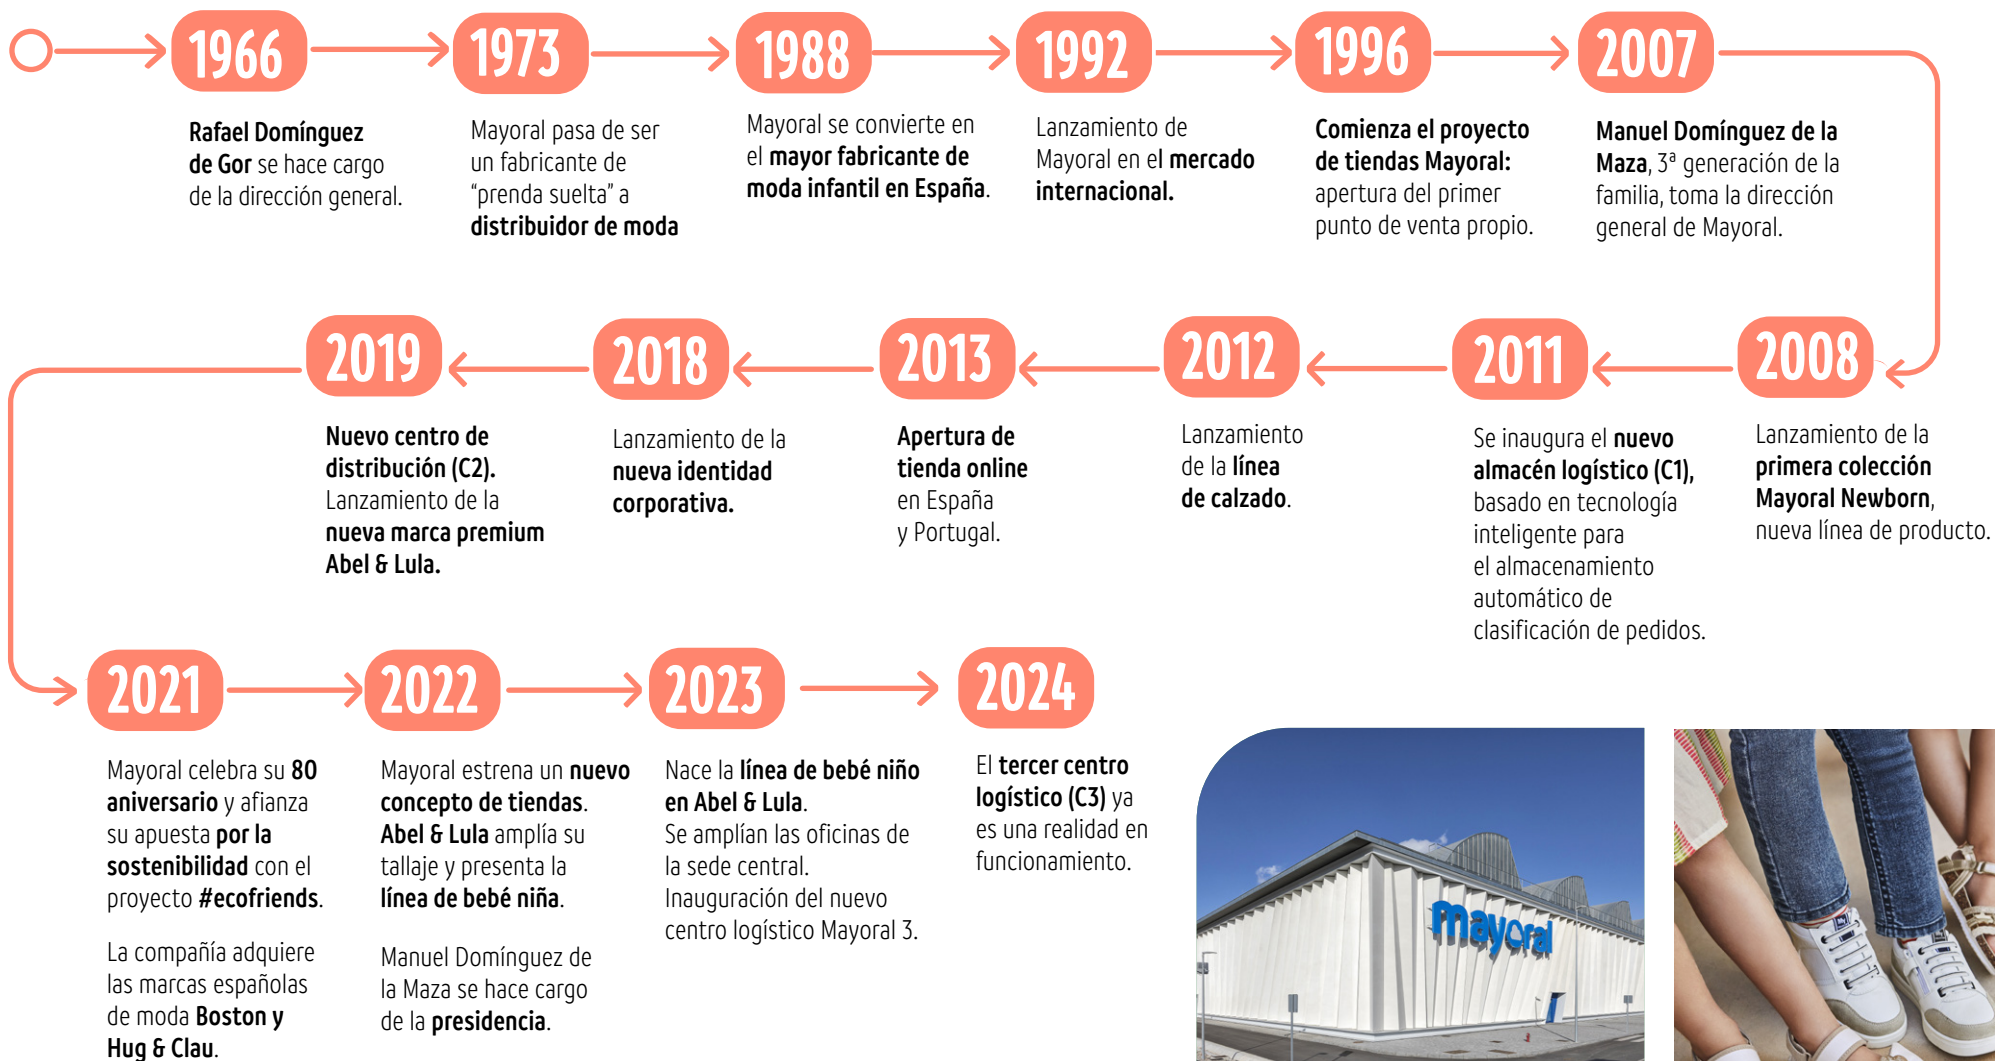 1966
Rafael Domínguez
de Gor se hace cargo
de la dirección general.
1973
Mayoral pasa de ser
un fabricante de
“prenda suelta” a
distribuidor de moda
1988
Mayoral se convierte en
el mayor fabricante de
moda infantil en España.
1992
Lanzamiento de
Mayoral en el mercado
internacional.
1996
Comienza el proyecto
de tiendas Mayoral:
apertura del primer
punto de venta propio.
2007
Manuel Domínguez de la
Maza, 3ª generación de la
familia, toma la dirección
general de Mayoral.
2008
Lanzamiento de la
primera colección
Mayoral Newborn,
nueva línea de producto.
2011
Se inaugura el nuevo
almacén logístico (C1),
basado en tecnología
inteligente para
el almacenamiento
automático de
clasificación de pedidos.
2012
Lanzamiento
de la línea
de calzado.
2013
Apertura de
tienda online
en España
y Portugal.
2018
Lanzamiento de la
nueva identidad
corporativa.
2019
Nuevo centro de
distribución (C2).
Lanzamiento de la
nueva marca premium
Abel & Lula.
2021
Mayoral celebra su 80
aniversario y afianza
su apuesta por la
sostenibilidad con el
proyecto #ecofriends.
La compañía adquiere
las marcas españolas
de moda Boston y
Hug & Clau.
2022
Mayoral estrena un nuevo
concepto de tiendas.
Abel & Lula amplía su
tallaje y presenta la
línea de bebé niña.
Manuel Domínguez de
la Maza se hace cargo
de la presidencia.
2023
Nace la línea de bebé niño
en Abel & Lula.
Se amplían las oficinas de
la sede central.
Inauguración del nuevo
centro logístico Mayoral 3.
2024
El tercer centro
logístico (C3) ya
es una realidad en
funcionamiento.
mayoral